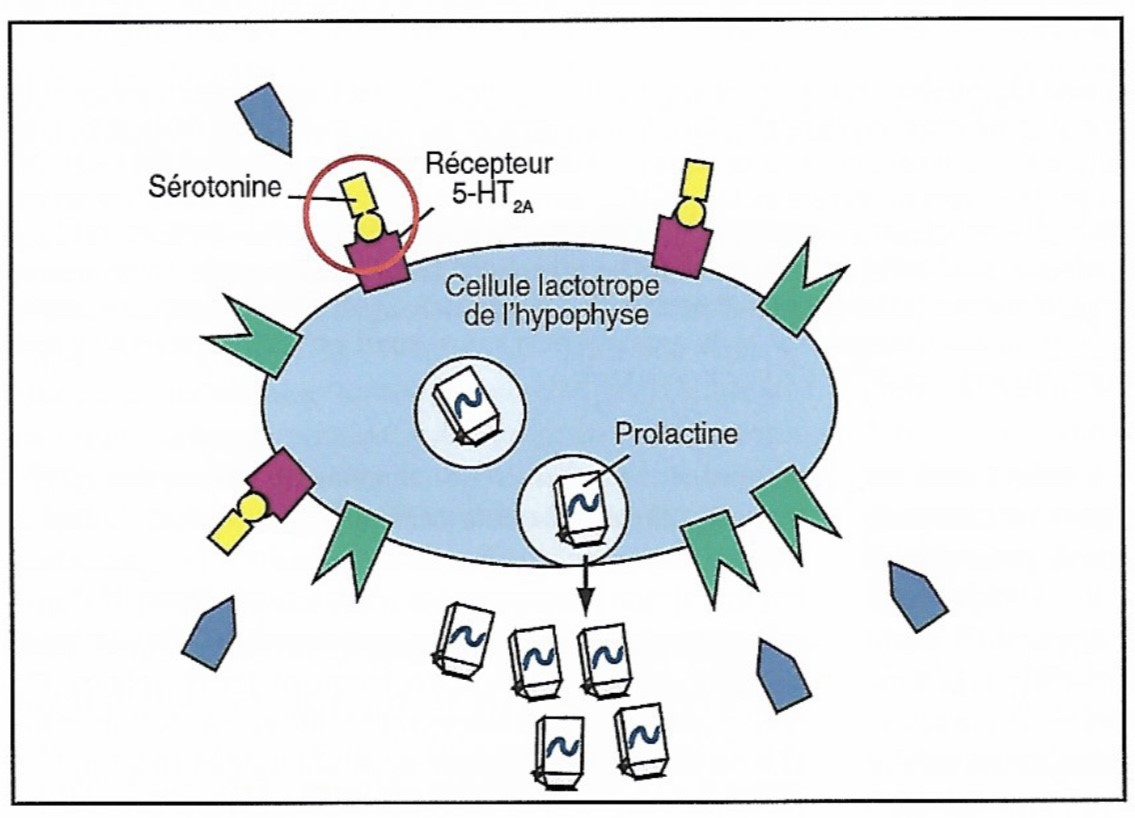 Sérotonine
Récepteur
5-HT2A
Cellule lactotrope
de l'hypophyse
Prolactine